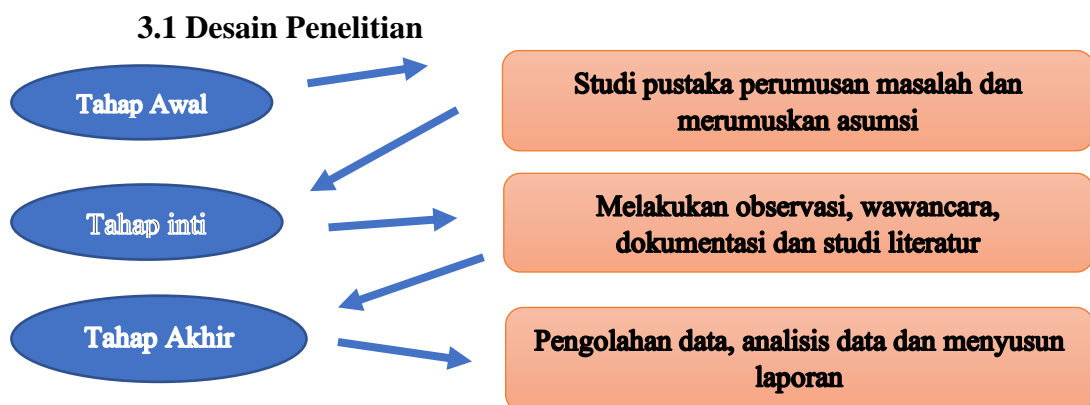 3.1 Desain Penelitian
Tahap Awal
Studi pustaka perumusan masalah dan
merumuskan asumsi
Tahap inti
Melakukan observasi, wawancara,
dokumentasi dan studi literatur
Tahap Akhir
Pengolahan data, analisis data dan menyusun
laporan